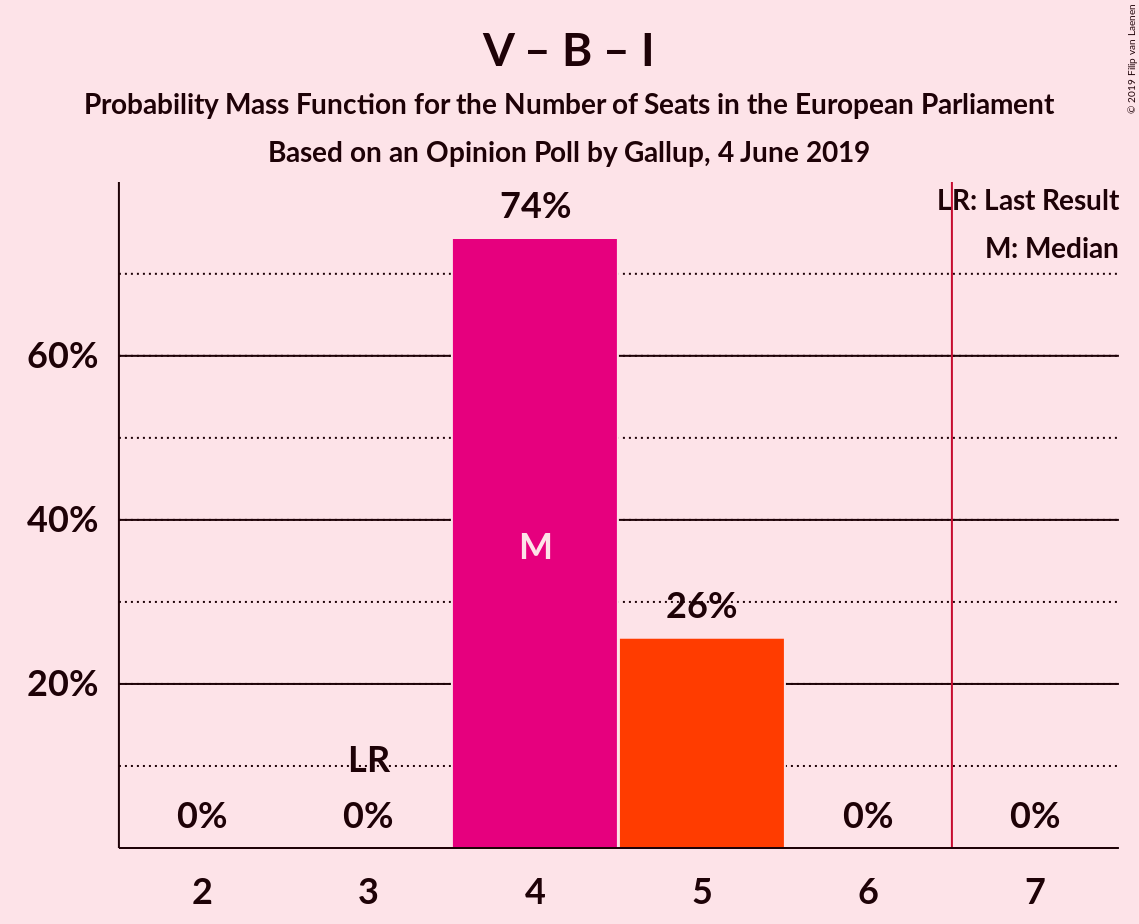 V – B – I
Probability Mass Function for the Number of Seats in the European Parliament
Based on an Opinion Poll by Gallup, 4 June 2019
© 2019 Filip van Laenen
LR: Last Result
M: Median
74%
60%
40%
M
26%
20%
LR
0%
0%
0%
0%
2
3
4
5
6
7